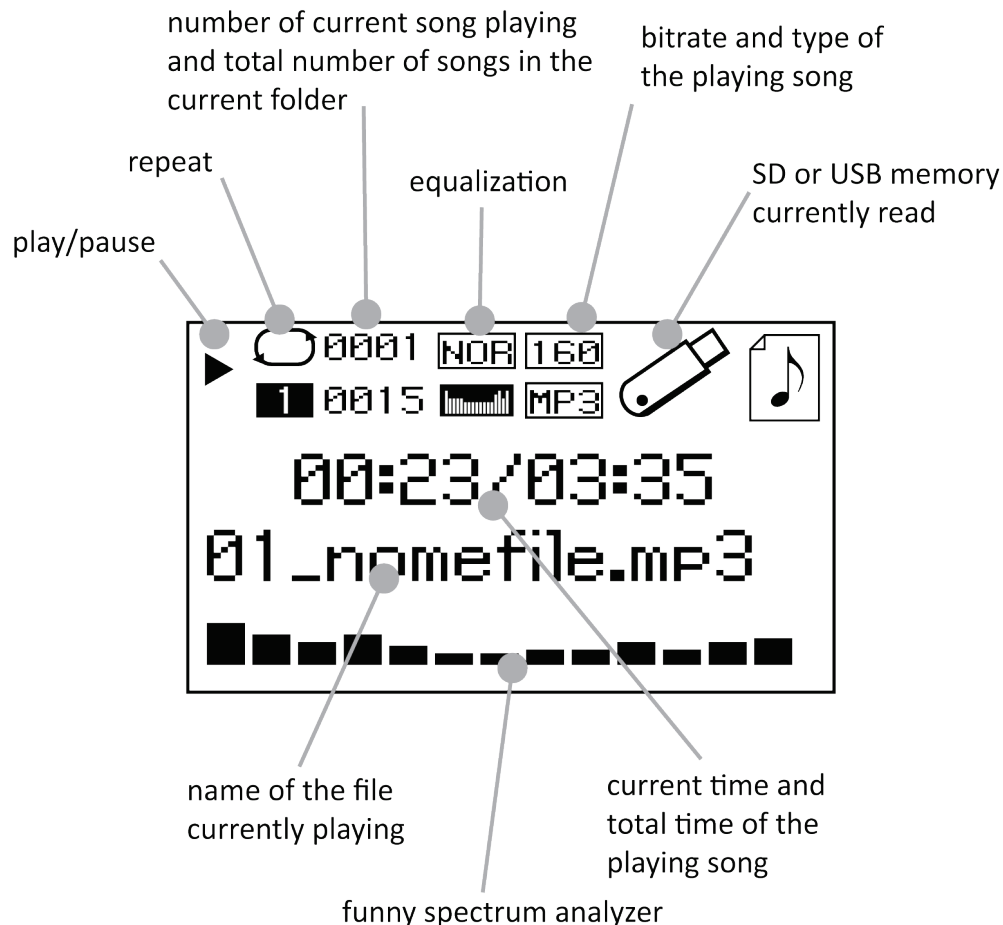 number of current song playing
and total number of songs in the
current folder
bitrate and type of
the playing song
repeat
equalization
SD or USB memory
currently read
play/pause
0001 NOR 160
1 0015 MP3
00:23/03:35
01_nomefile.mp3
name of the file
currently playing
current time and
total time of the
playing song
funny spectrum analyzer